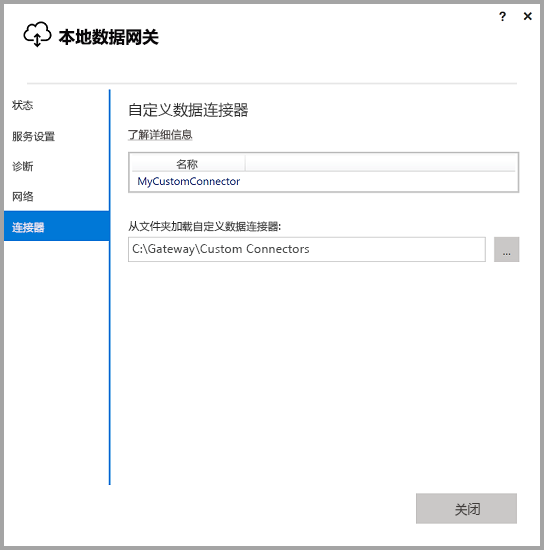 ? ×
本地数据网关
状态
服务设置
诊断
网络
连接器
自定义数据连接器
了解详细信息
名称
MyCustomConnector
从文件夹加载自定义数据连接器:
C:\Gateway\Custom Connectors
...
关闭